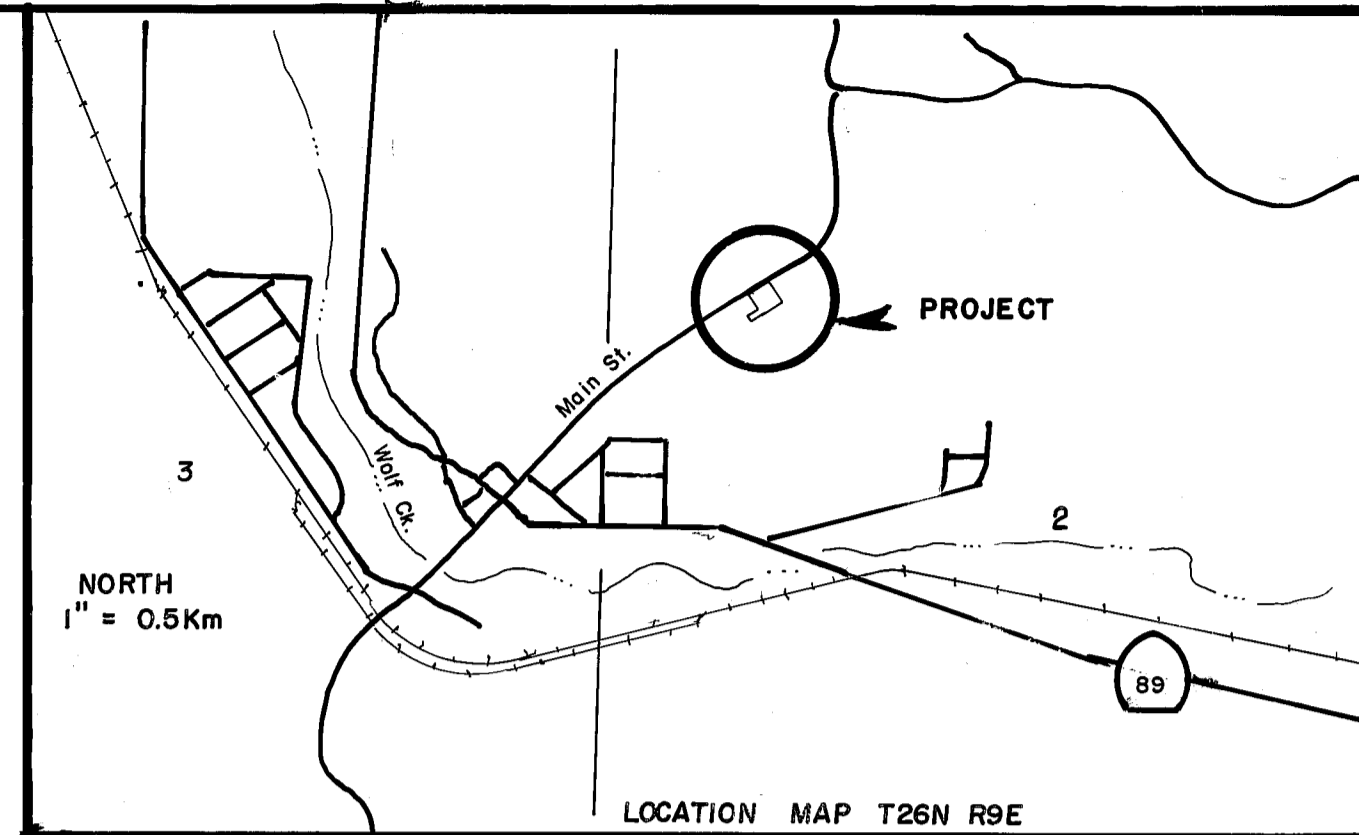 PROJECT
Main St.
Wolf Ck.
3
2
NORTH
1" = 0.5Km
89
LOCATION MAP T26N R9E